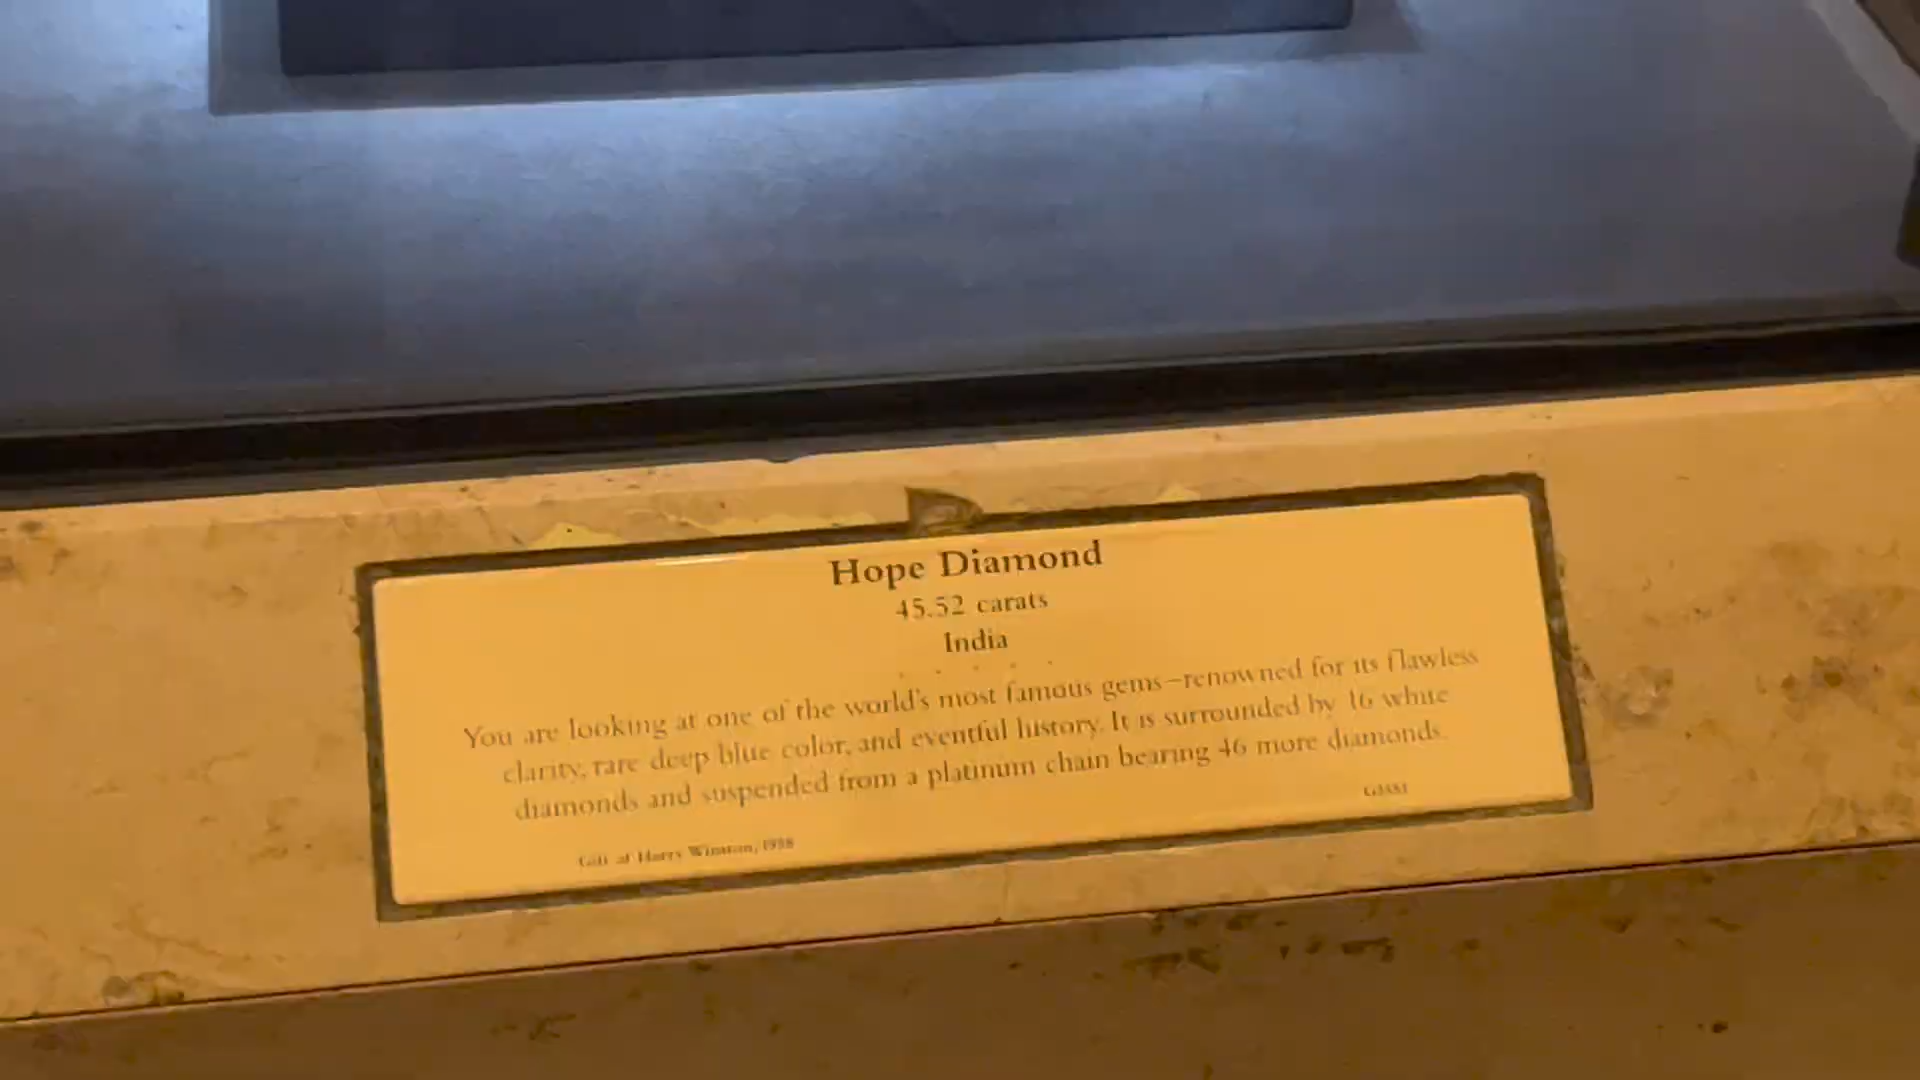 Hope Diamond
45.52 carats
India
You are looking at one of the world's most famous gems–renowned for its flawless
clarity, rare deep blue color, and eventful history. It is surrounded by 16 white
diamonds and suspended from a platinum chain bearing 46 more diamonds.
Gift of Harry Winston, 1958